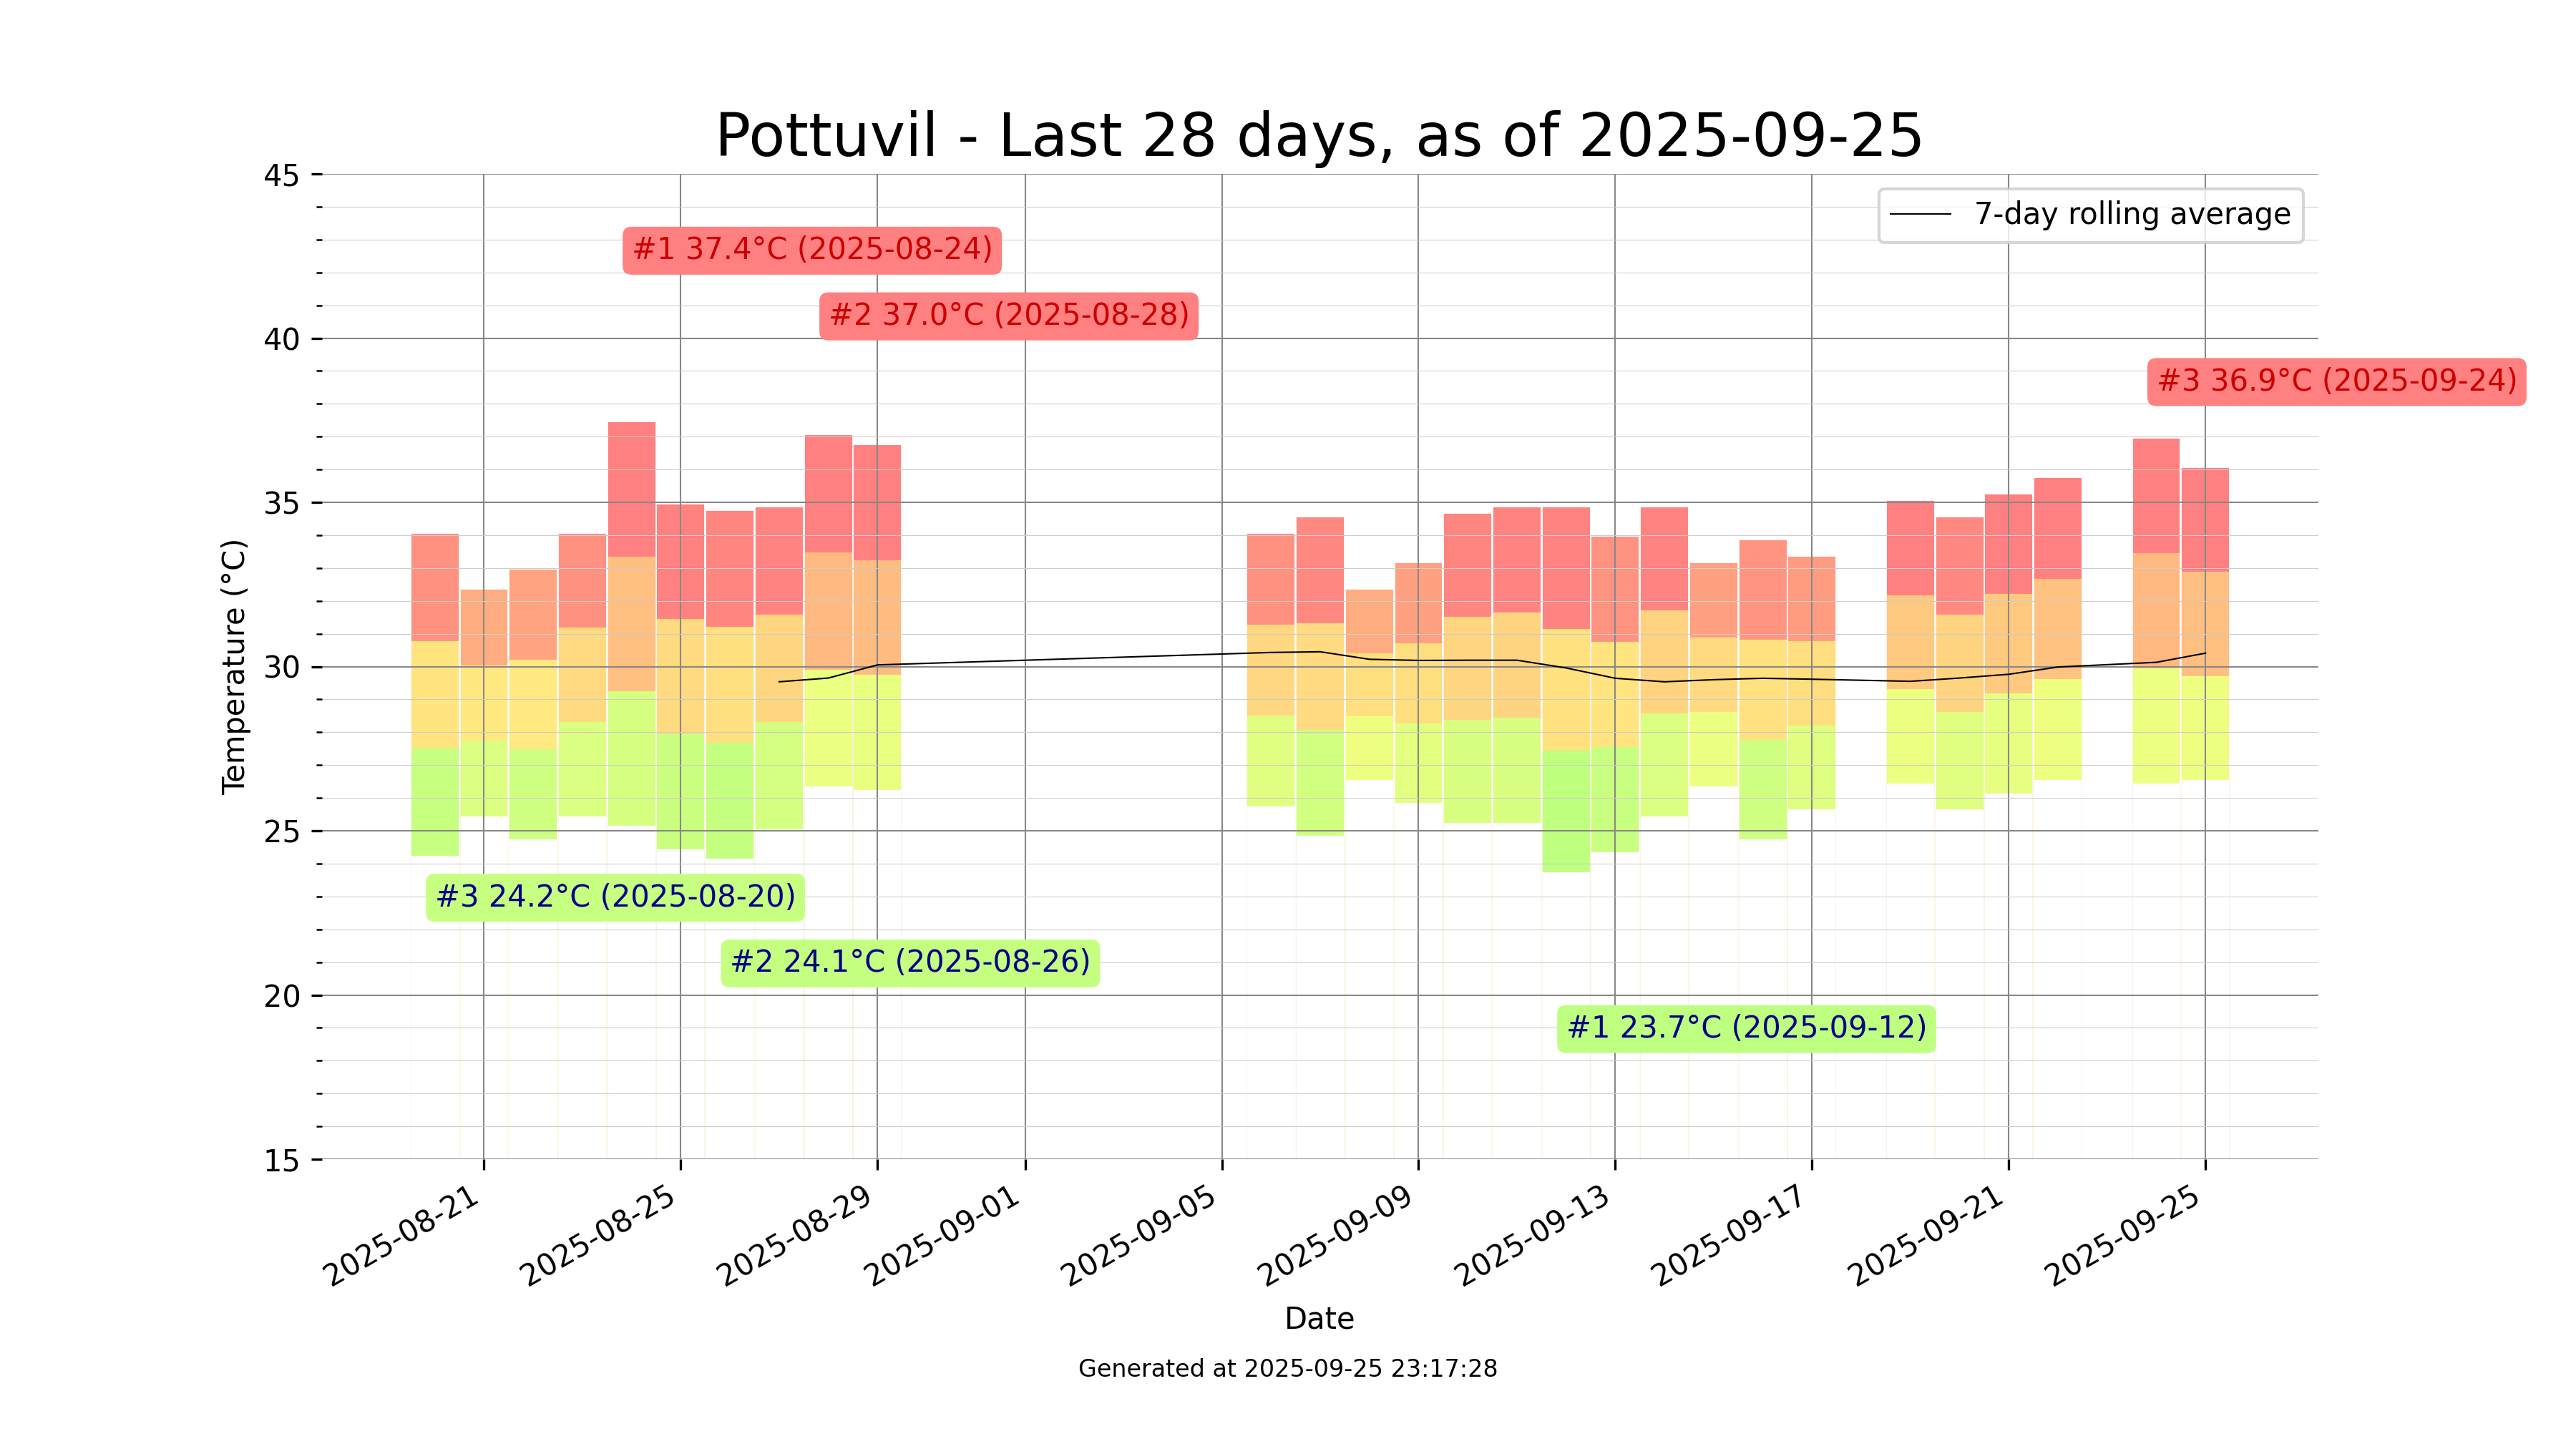 Pottuvil - Last 28 days, as of 2025-09-25
45
40
35
30
25
20
15
Temperature (°C)
7-day rolling average
#1 37.4°C (2025-08-24)
#2 37.0°C (2025-08-28)
#3 36.9°C (2025-09-24)
#3 24.2°C (2025-08-20)
#2 24.1°C (2025-08-26)
#1 23.7°C (2025-09-12)
2025-08-21
2025-08-25
2025-08-29
2025-09-01
2025-09-05
2025-09-09
2025-09-13
2025-09-17
2025-09-21
2025-09-25
Date
Generated at 2025-09-25 23:17:28